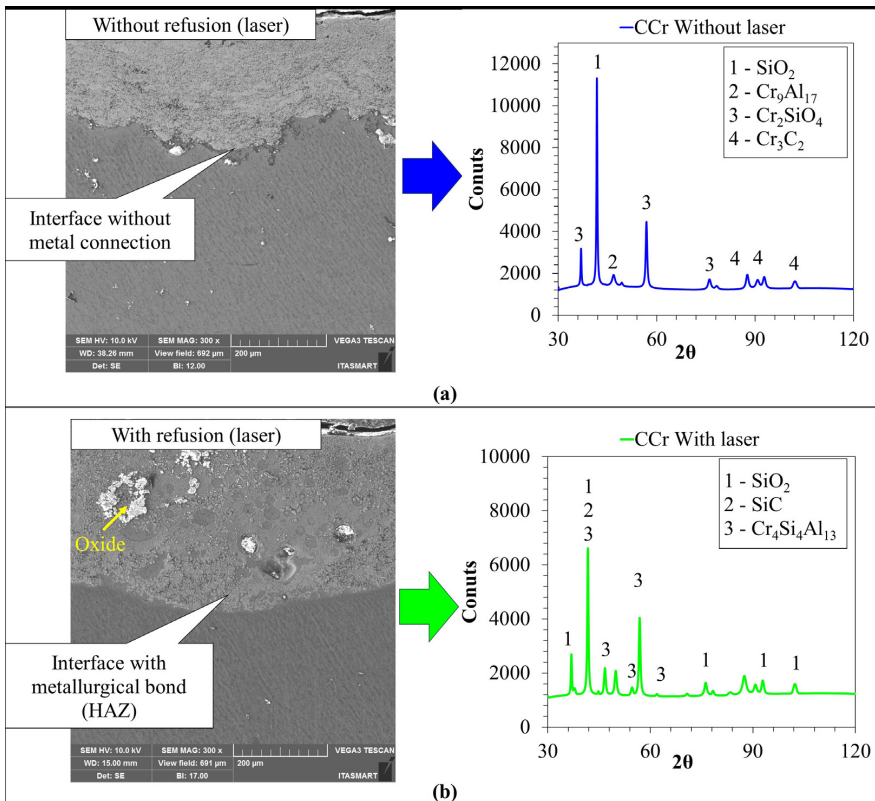 Without refusion (laser)
Interface without
metal connection
SEM HV: 10.0 kV SEM MAG: 300 x VEGA3 TESCAN
WD: 38.26 mm View field: 692 µm 200 µm
Det: SE BI: 12.00 ITASMART
CCr Without laser
12000
10000
8000
6000
4000
2000
0
Conuts
1 - SiO₂
2 - Cr₉Al₁₇
3 - Cr₂SiO₄
4 - Cr₃C₂
1
3
3
2
3
4 4
4
30 60 90 120
2θ
(a)
With refusion (laser)
Oxide
Interface with
metallurgical bond
(HAZ)
SEM HV: 10.0 kV SEM MAG: 300 x VEGA3 TESCAN
WD: 15.00 mm View field: 691 µm 200 µm
Det: SE BI: 17.00 ITASMART
CCr With laser
10000
8000
6000
4000
2000
0
Conuts
1 - SiO₂
2 - SiC
3 - Cr₄Si₄Al₁₃
1
2
3
3
1
3
3 3
1 1 1
30 60 90 120
2θ
(b)